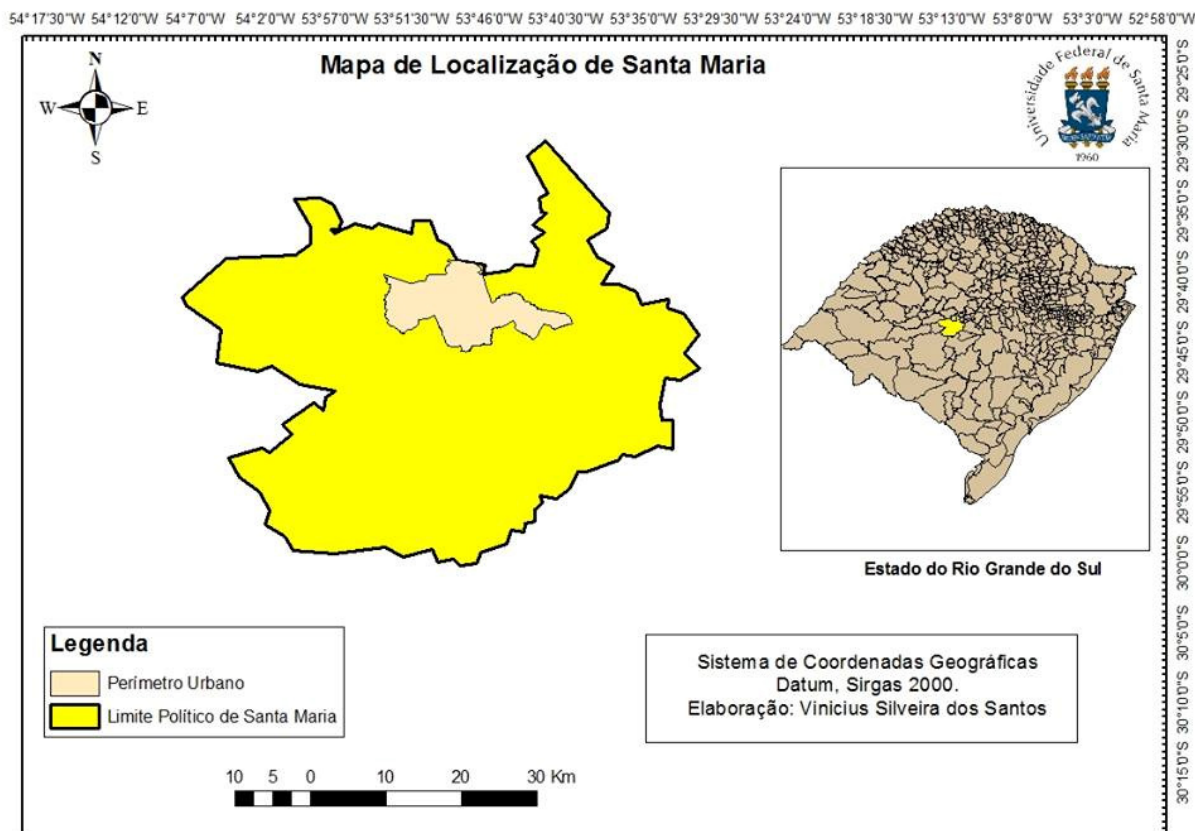 54°17'30"W 54°12'0"W 54°7'0"W 54°2'0"W 53°57'0"W 53°51'30"W 53°46'0"W 53°40'30"W 53°35'0"W 53°29'30"W 53°24'0"W 53°18'30"W 53°13'0"W 53°8'0"W 53°3'0"W 52°58'0"W
Mapa de Localização de Santa Maria
N
W E
S
Universidade Federal de Santa Maria
1960
29°25'0"S
29°30'0"S
29°35'0"S
29°40'0"S
29°45'0"S
29°50'0"S
29°55'0"S
30°0'0"S
30°5'0"S
30°10'0"S
30°15'0"S
Estado do Rio Grande do Sul
Legenda
Perímetro Urbano
Limite Político de Santa Maria
Sistema de Coordenadas Geográficas
Datum, Sirgas 2000.
Elaboração: Vinicius Silveira dos Santos
10 5 0 10 20 30 Km